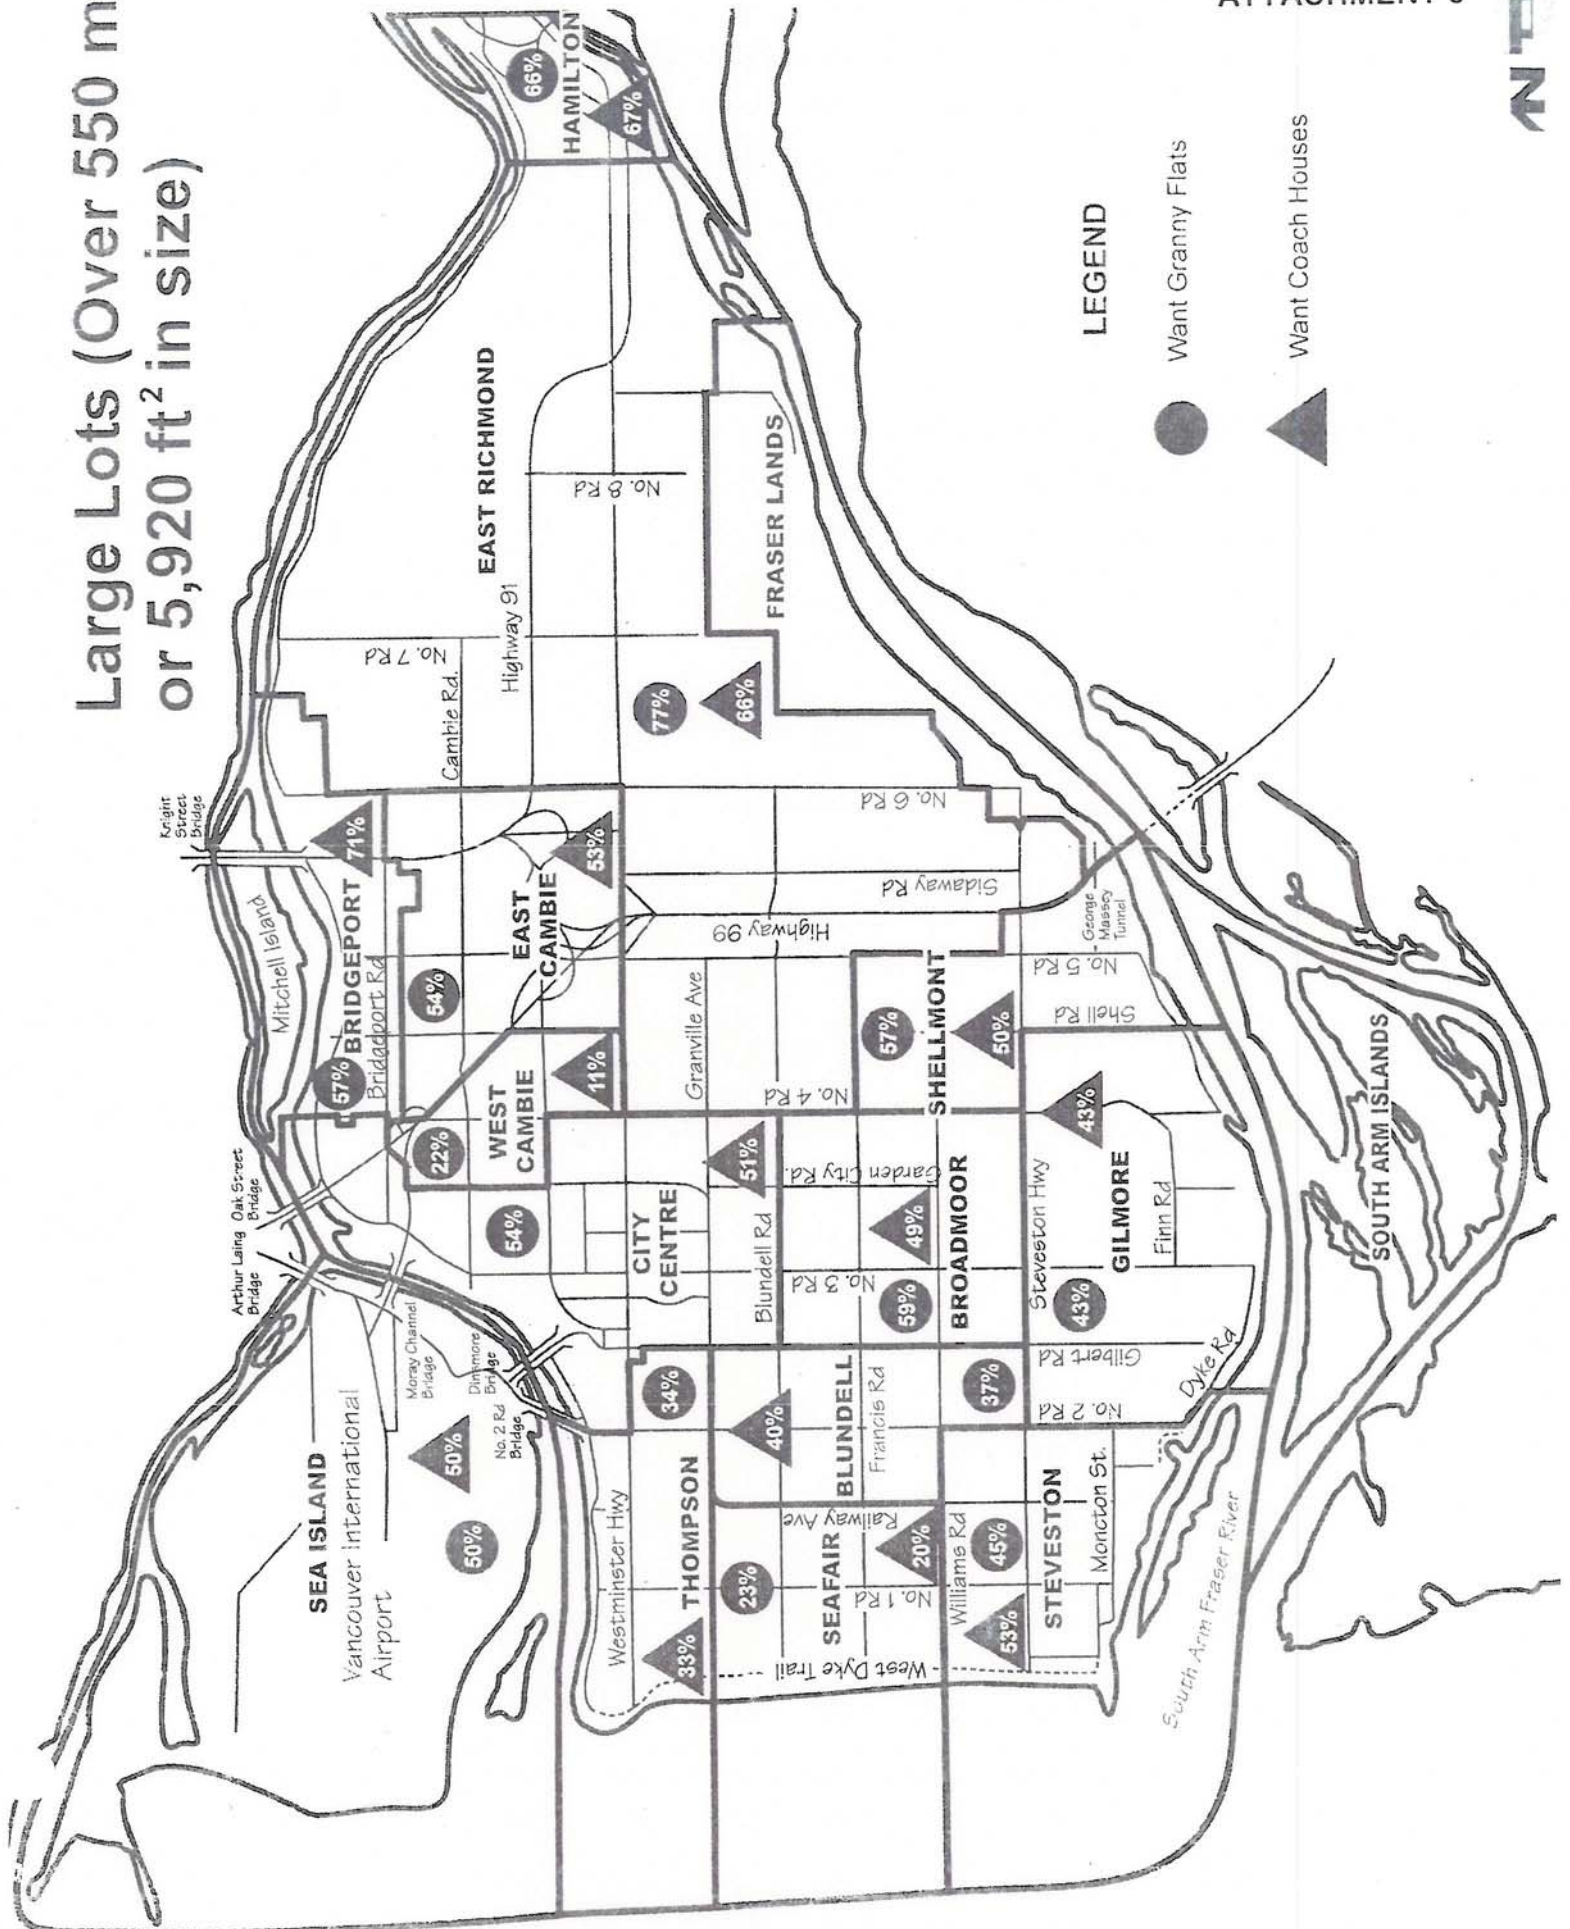 ATTACHMENT
Large Lots (Over 550 m
or 5,920 ft² in size)
HAMILTON
66%
67%
EAST RICHMOND
No. 8 Rd
Highway 91
No. 7 Rd
Cambie Rd.
FRASER LANDS
77%
66%
Knight
Street
Bridge
71%
Mitchell Island
BRIDGEPORT
Bridgeport Rd
57%
EAST
CAMBIE
53%
54%
No. 6 Rd
Sidaway Rd
Highway 99
George
Massey
Tunnel
No. 5 Rd
Shell Rd
WEST
CAMBIE
11%
22%
Granville Ave
No. 4 Rd
SHELLMONT
57%
50%
Oak Street
Bridge
Arthur Laing
Bridge
Moray Channel
Bridge
Dinsmore
Bridge
No. 2 Rd
Bridge
54%
CITY
CENTRE
51%
Blundell Rd
Garden City Rd.
No. 3 Rd
49%
59%
BROADMOOR
Steveston Hwy
43%
GILMORE
Finn Rd
43%
SOUTH ARM ISLANDS
Dyke Rd
Gilbert Rd
No. 2 Rd
37%
34%
40%
BLUNDELL
Francis Rd
SEA ISLAND
Vancouver International
Airport
50%
50%
Westminster Hwy
THOMPSON
33%
23%
SEAFAIR
Railway Ave
20%
No. 1 Rd
West Dyke Trail
Williams Rd
45%
53%
STEVESTON
Moncton St.
South Arm Fraser River
LEGEND
Want Granny Flats
Want Coach Houses